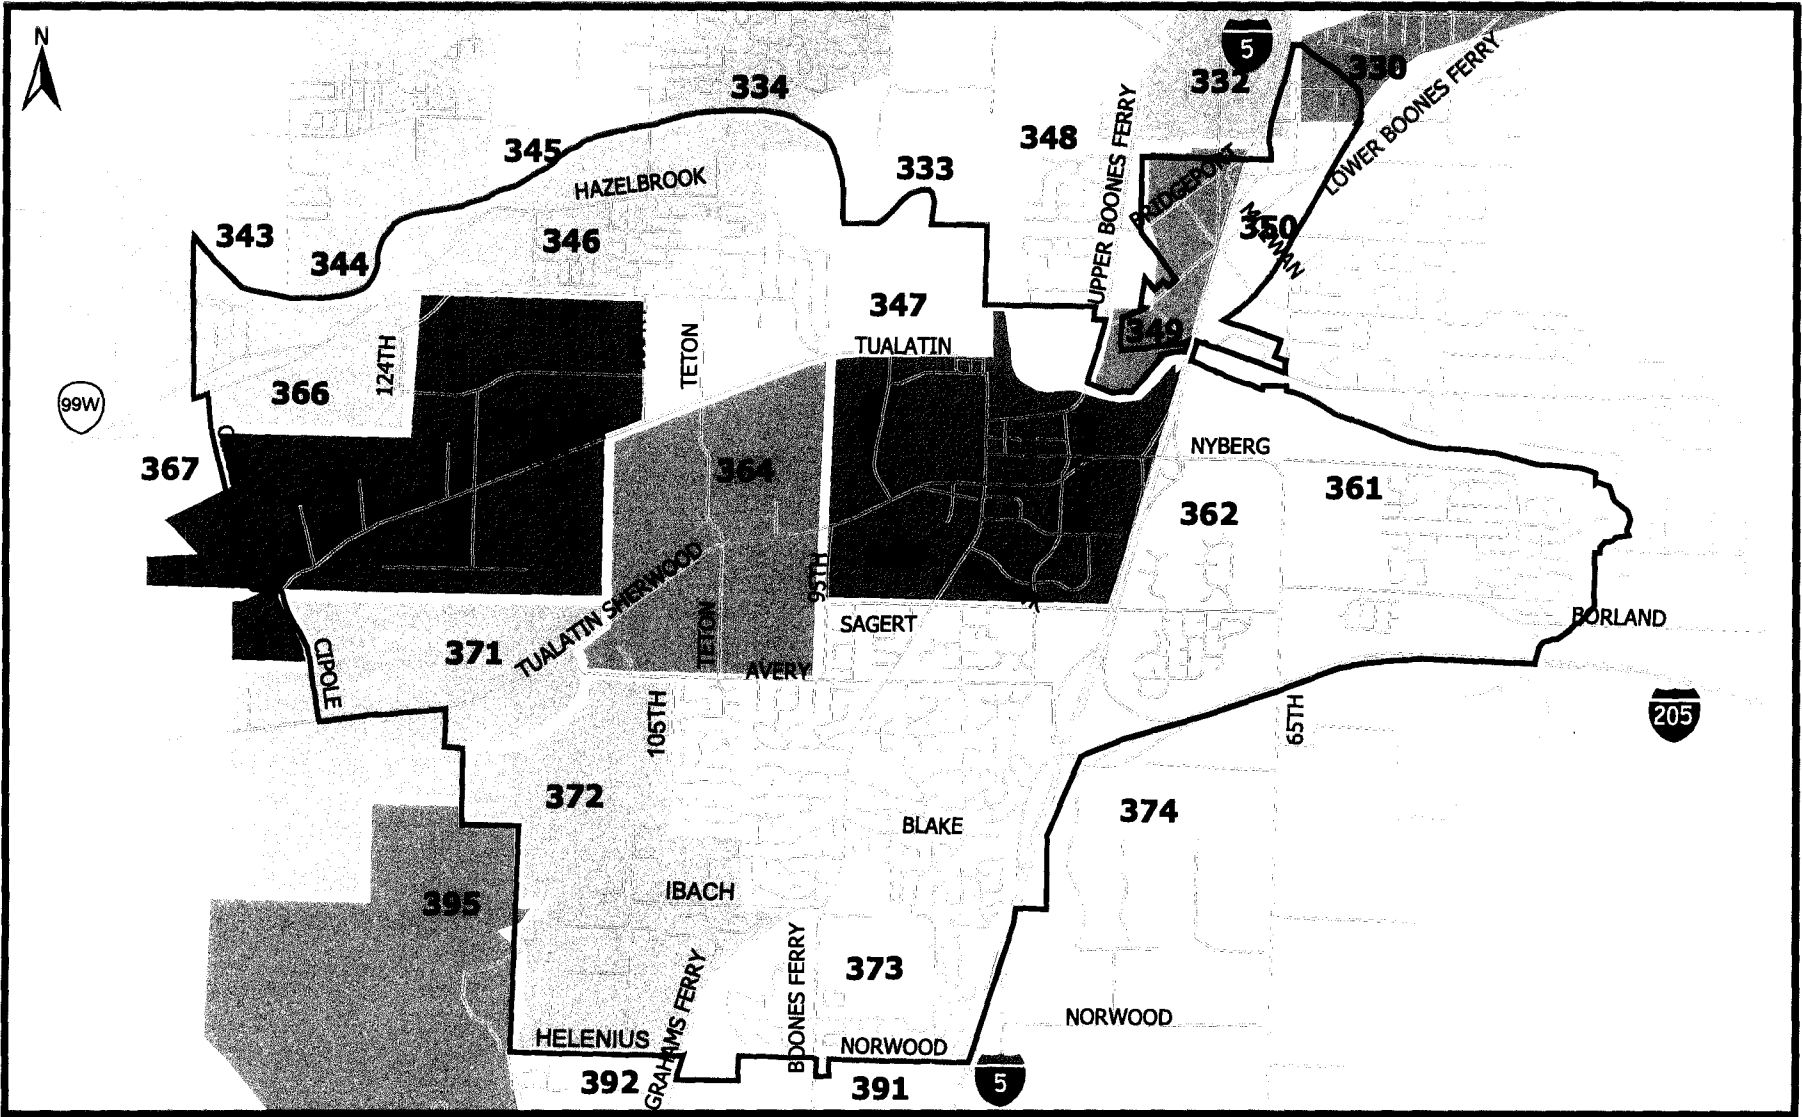 N
5
334
332
330
LOWER BOONES FERRY
UPPER BOONES FERRY
345
348
333
HAZELBROOK
BRIDGEPORT
343
346
350
344
347
349
124TH
TETON
TUALATIN
366
99W
NYBERG
367
364
361
362
TUALATIN SHERWOOD
95TH
SAGERT
BORLAND
CIPOLE
371
TETON
AVERY
105TH
65TH
205
372
374
BLAKE
395
IBACH
BOONES FERRY
373
GRAHAMS FERRY
HELENIUS
NORWOOD
NORWOOD
392
391
5